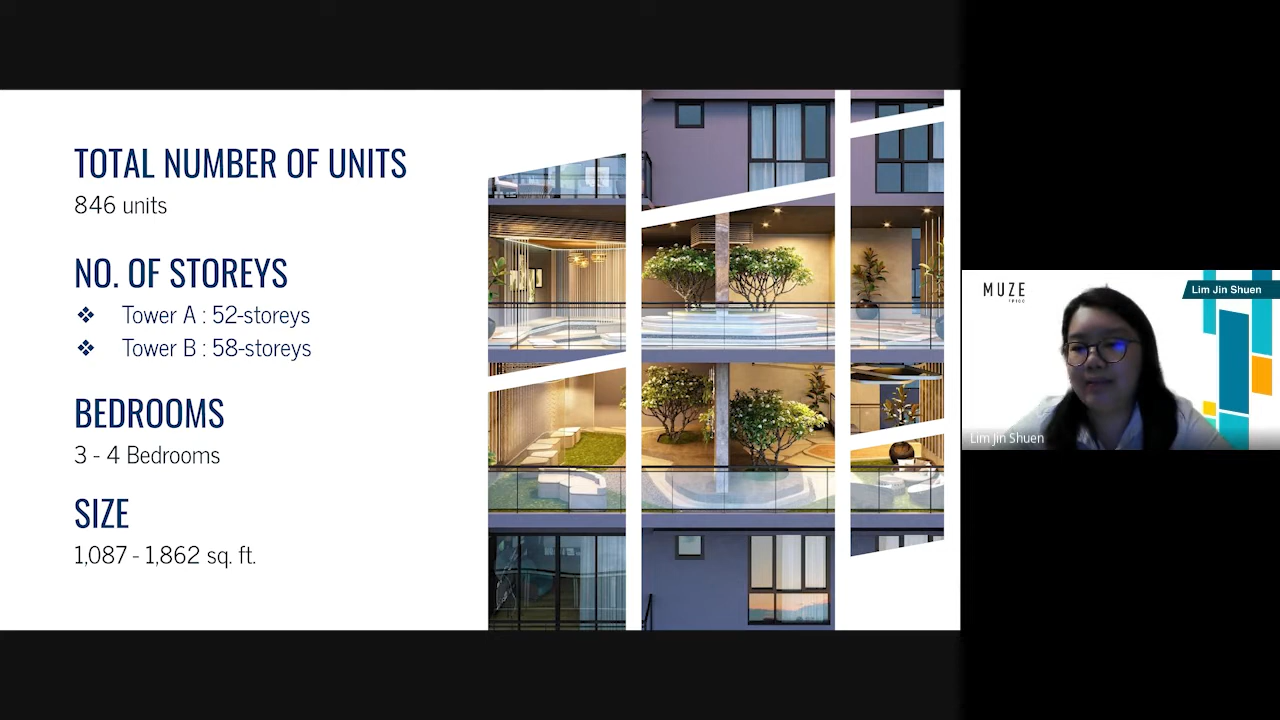 TOTAL NUMBER OF UNITS
846 units
NO. OF STOREYS
❖ Tower A : 52-storeys
❖ Tower B : 58-storeys
BEDROOMS
3 - 4 Bedrooms
SIZE
1,087 - 1,862 sq. ft.
MUZE
Lim Jin Shuen
Lim Jin Shuen